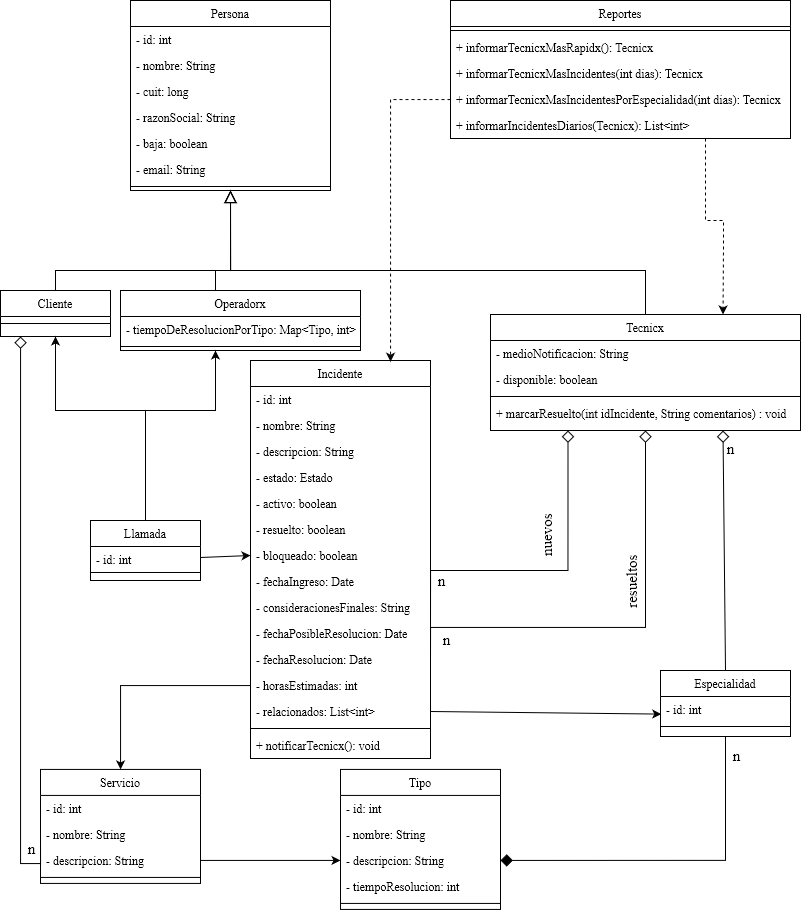 Persona
- id: int
- nombre: String
- cuit: long
- razonSocial: String
- baja: boolean
- email: String
Reportes
+ informarTecnicxMasRapidx(): Tecnicx
+ informarTecnicxMasIncidentes(int dias): Tecnicx
+ informarTecnicxMasIncidentesPorEspecialidad(int dias): Tecnicx
+ informarIncidentesDiarios(Tecnicx): List<int>
Cliente
Operadorx
- tiempoDeResolucionPorTipo: Map<Tipo, int>
Tecnicx
- medioNotificacion: String
- disponible: boolean
+ marcarResuelto(int idIncidente, String comentarios) : void
Incidente
- id: int
- nombre: String
- descripcion: String
- estado: Estado
- activo: boolean
- resuelto: boolean
- bloqueado: boolean
- fechaIngreso: Date
- consideracionesFinales: String
- fechaPosibleResolucion: Date
- fechaResolucion: Date
- horasEstimadas: int
- relacionados: List<int>
+ notificarTecnicx(): void
Llamada
- id: int
nuevos
n
resueltos
n
n
Especialidad
- id: int
n
Servicio
- id: int
- nombre: String
- descripcion: String
n
Tipo
- id: int
- nombre: String
- descripcion: String
- tiempoResolucion: int